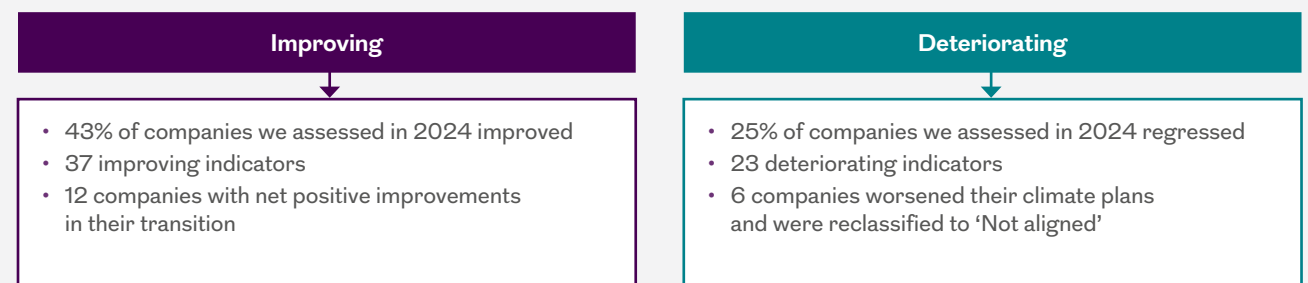 Improving
• 43% of companies we assessed in 2024 improved
• 37 improving indicators
• 12 companies with net positive improvements
in their transition
Deteriorating
• 25% of companies we assessed in 2024 regressed
• 23 deteriorating indicators
• 6 companies worsened their climate plans
and were reclassified to ‘Not aligned’